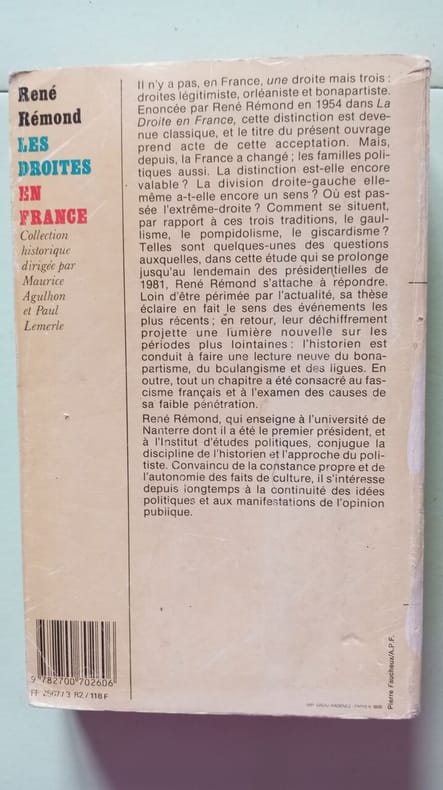 René
Rémond
LES
DROITES
EN
FRANCE
Collection
historique
dirigée par
Maurice
Agulhon
et Paul
Lemerle
Il n'y a pas, en France, une droite mais trois :
droites légitimiste, orléaniste et bonapartiste.
Enoncée par René Rémond en 1954 dans La
Droite en France, cette distinction est deve-
nue classique, et le titre du présent ouvrage
prend acte de cette acceptation. Mais,
depuis, la France a changé ; les familles poli-
tiques aussi. La distinction est-elle encore
valable ? La division droite-gauche elle-
même a-t-elle encore un sens ? Où est pas-
sée l'extrême-droite ? Comment se situent,
par rapport à ces trois traditions, le gaul-
lisme, le pompidolisme, le giscardisme ?
Telles sont quelques-unes des questions
auxquelles, dans cette étude qui se prolonge
jusqu'au lendemain des présidentielles de
1981, René Rémond s'attache à répondre.
Loin d'être périmée par l'actualité, sa thèse
éclaire en fait le sens des événements les
plus récents ; en retour, leur déchiffrement
projette une lumière nouvelle sur les
périodes plus lointaines : l'historien est
conduit à faire une lecture neuve du bona-
partisme, du boulangisme et des ligues. En
outre, tout un chapitre a été consacré au fas-
cisme français et à l'examen des causes de
sa faible pénétration.
René Rémond, qui enseigne à l'université de
Nanterre dont il a été le premier président, et
à l'Institut d'études politiques, conjugue la
discipline de l'historien et l'approche du poli-
tiste. Convaincu de la constance propre et de
l'autonomie des faits de culture, il s'intéresse
depuis longtemps à la continuité des idées
politiques et aux manifestations de l'opinion
publique.
9 782700 702606
FF 2567/3 82/118F
Pierre Faucheux/A.P.F.